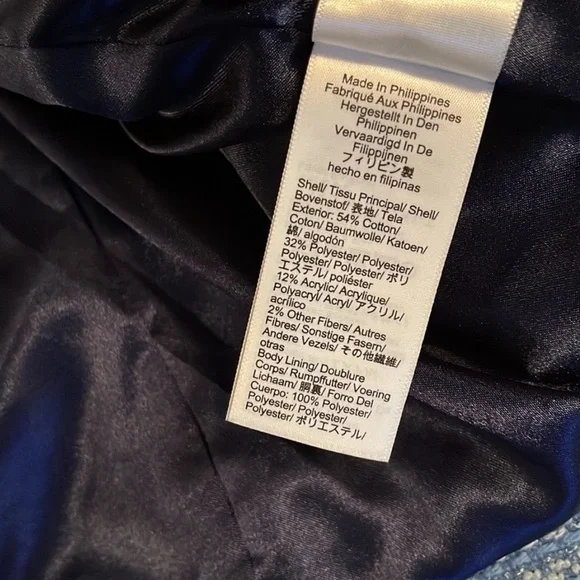 Made In Philippines
Fabriqué Aux Philippines
Hergestellt In Den
Philippinen
Vervaardigd In De
Filippijnen
フィリピン製
hecho en filipinas
Shell/ Tissu Principal/ Shell/
Bovenstof/ 表地/ Tela
Exterior: 54% Cotton/
Coton/ Baumwolle/ Katoen/
綿/ algodón
32% Polyester/ Polyester/
Polyester/ Polyester/ ポリ
エステル/ poliéster
12% Acrylic/ Acrylique/
Polyacryl/ Acryl/ アクリル/
acrílico
2% Other Fibers/ Autres
Fibres/ Sonstige Fasern/
Andere Vezels/ その他繊維/
otras
Body Lining/ Doublure
Corps/ Rumpffutter/ Voering
Lichaam/ 胴裏/ Forro Del
Cuerpo: 100% Polyester/
Polyester/ Polyester/
Polyester/ ポリエステル/